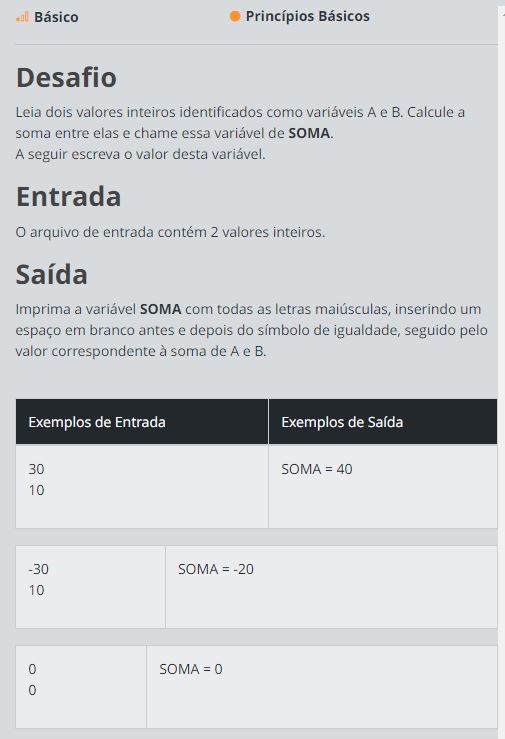 Básico
Princípios Básicos
Desafio
Leia dois valores inteiros identificados como variáveis A e B. Calcule a
soma entre elas e chame essa variável de SOMA.
A seguir escreva o valor desta variável.
Entrada
O arquivo de entrada contém 2 valores inteiros.
Saída
Imprima a variável SOMA com todas as letras maiúsculas, inserindo um
espaço em branco antes e depois do símbolo de igualdade, seguido pelo
valor correspondente à soma de A e B.
Exemplos de Entrada
Exemplos de Saída
30
10
SOMA = 40
-30
10
SOMA = -20
0
0
SOMA = 0